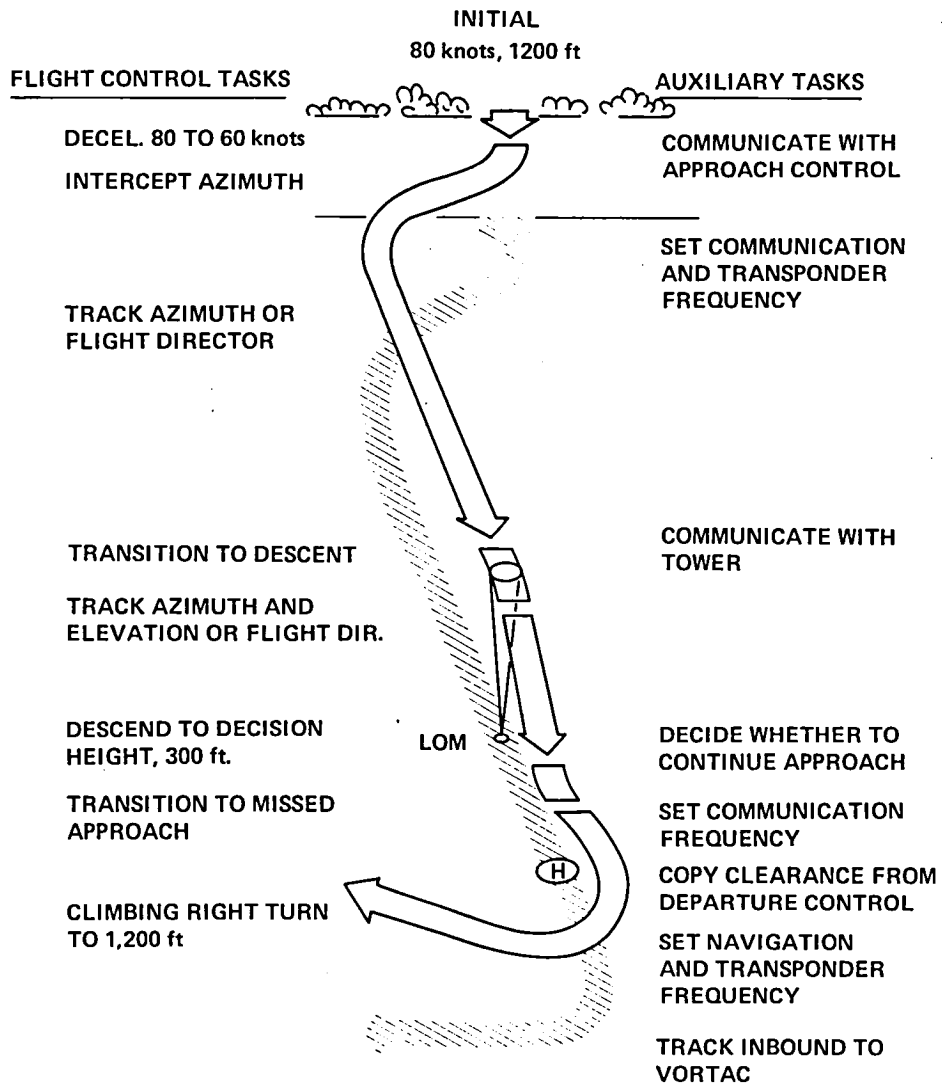 INITIAL
80 knots, 1200 ft
FLIGHT CONTROL TASKS
AUXILIARY TASKS
DECEL. 80 TO 60 knots
INTERCEPT AZIMUTH
COMMUNICATE WITH
APPROACH CONTROL
SET COMMUNICATION
AND TRANSPONDER
FREQUENCY
TRACK AZIMUTH OR
FLIGHT DIRECTOR
TRANSITION TO DESCENT
COMMUNICATE WITH
TOWER
TRACK AZIMUTH AND
ELEVATION OR FLIGHT DIR.
DESCEND TO DECISION
HEIGHT, 300 ft.
LOM
DECIDE WHETHER TO
CONTINUE APPROACH
TRANSITION TO MISSED
APPROACH
SET COMMUNICATION
FREQUENCY
H
COPY CLEARANCE FROM
DEPARTURE CONTROL
CLIMBING RIGHT TURN
TO 1,200 ft
SET NAVIGATION
AND TRANSPONDER
FREQUENCY
TRACK INBOUND TO
VORTAC